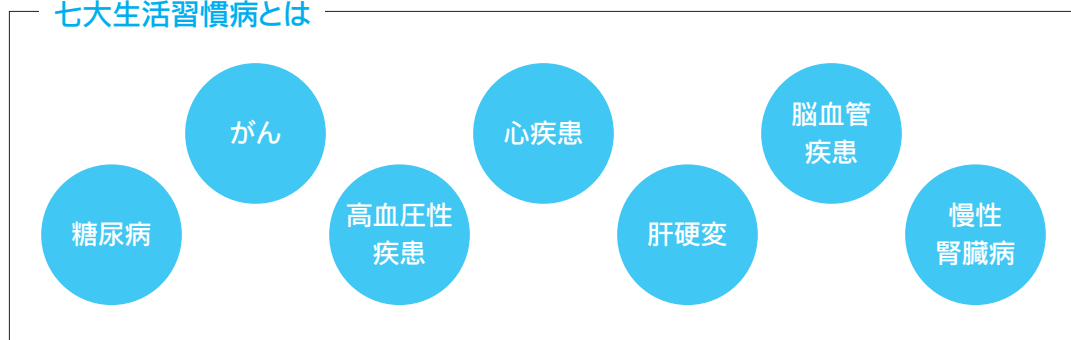 七大生活習慣病とは
糖尿病
がん
高血圧性
疾患
心疾患
肝硬変
脳血管
疾患
慢性
腎臓病